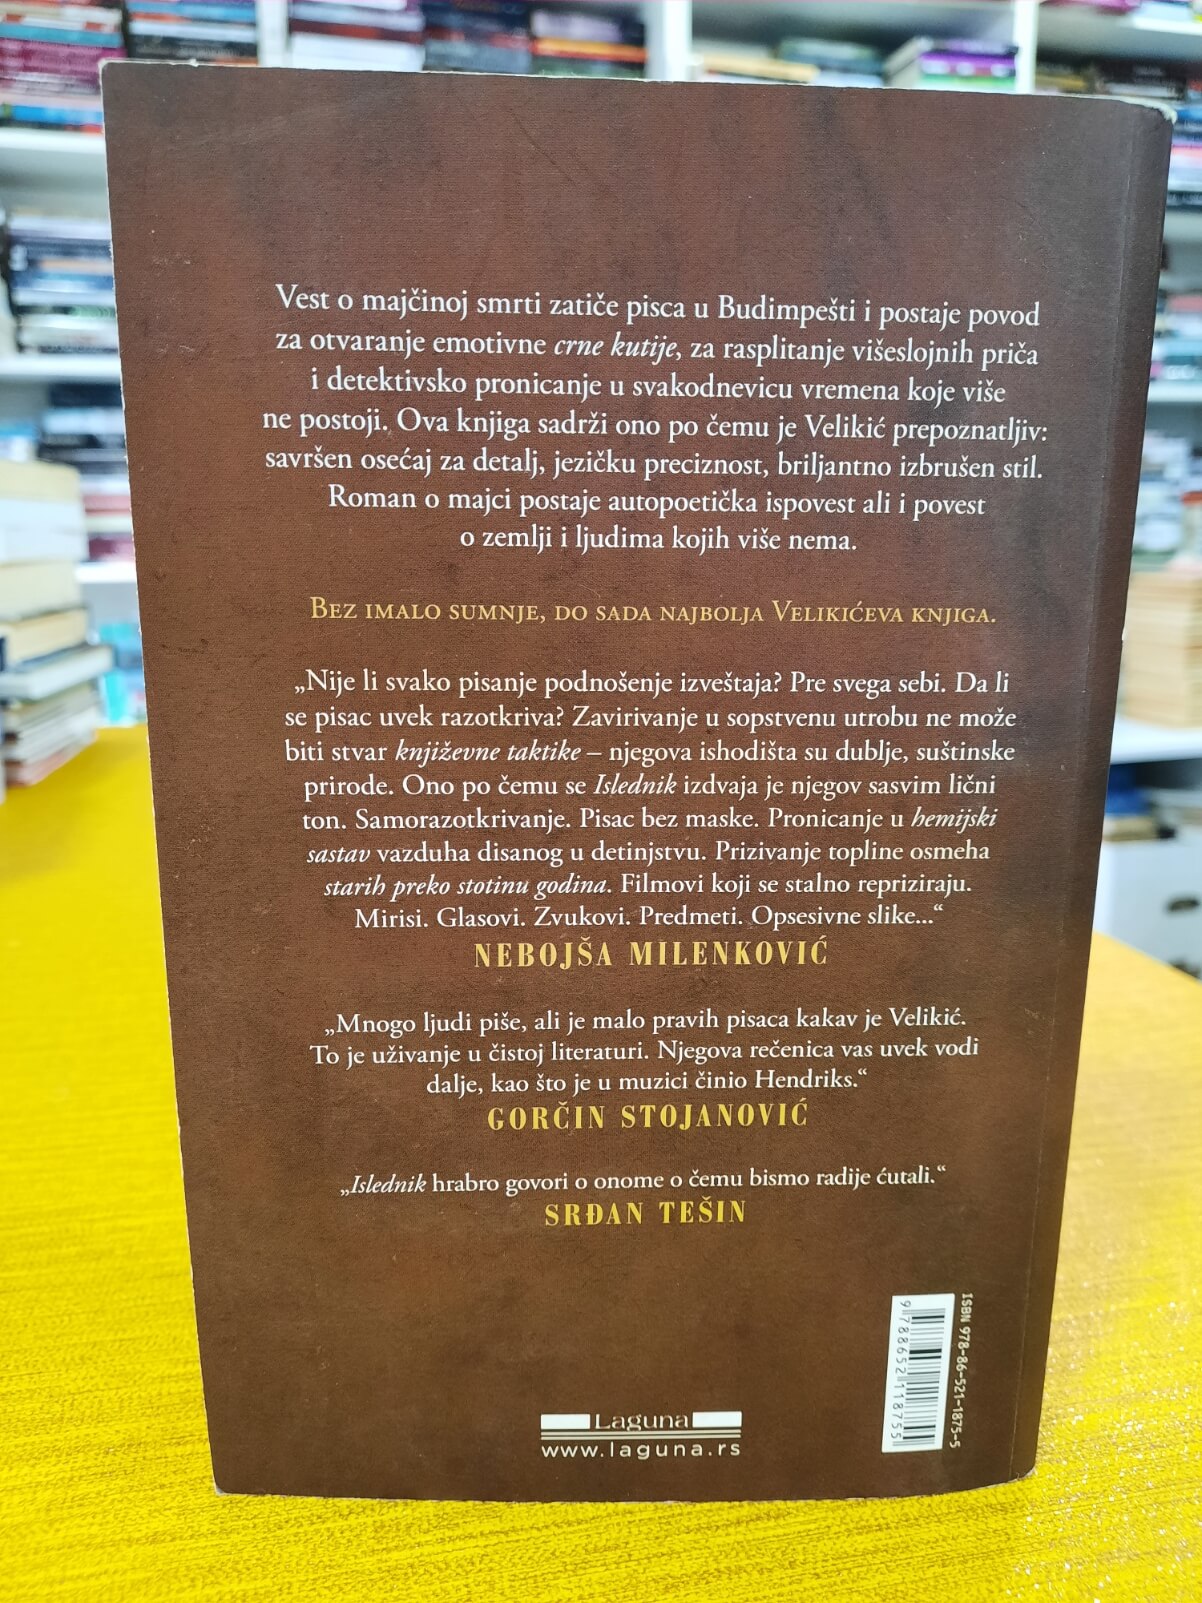 Vest o majčinoj smrti zatiče pisca u Budimpešti i postaje povod
za otvaranje emotivne crne kutije, za rasplitanje višeslojnih priča
i detektivsko pronicanje u svakodnevicu vremena koje više
ne postoji. Ova knjiga sadrži ono po čemu je Velikić prepoznatljiv:
savršen osećaj za detalj, jezičku preciznost, briljantno izbrušen stil.
Roman o majci postaje autopoetička ispovest ali i povest
o zemlji i ljudima kojih više nema.
Bez imalo sumnje, do sada najbolja Velikićeva knjiga.
„Nije li svako pisanje podnošenje izveštaja? Pre svega sebi. Da li
se pisac uvek razotkriva? Zavirivanje u sopstvenu utrobu ne može
biti stvar književne taktike – njegova ishodišta su dublje, suštinske
prirode. Ono po čemu se Islednik izdvaja je njegov sasvim lični
ton. Samorazotkrivanje. Pisac bez maske. Pronicanje u hemijski
sastav vazduha disanog u detinjstvu. Prizivanje topline osmeha
starih preko stotinu godina. Filmovi koji se stalno repriziraju.
Mirisi. Glasovi. Zvukovi. Predmeti. Opsesivne slike...“
NEBOJŠA MILENKOVIĆ
„Mnogo ljudi piše, ali je malo pravih pisaca kakav je Velikić.
To je uživanje u čistoj literaturi. Njegova rečenica vas uvek vodi
dalje, kao što je u muzici činio Hendriks.“
GORČIN STOJANOVIĆ
„Islednik hrabro govori o onome o čemu bismo radije ćutali.“
SRĐAN TEŠIN
ISBN 978-86-521-1875-5
9 788652 118755
Laguna
www.laguna.rs